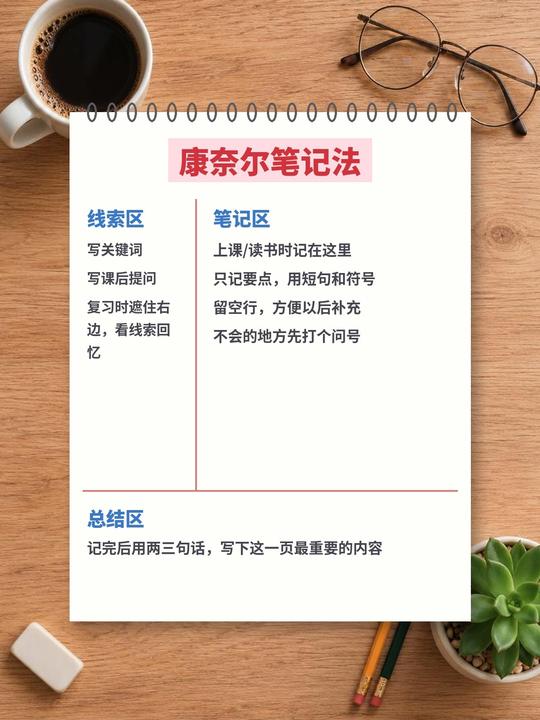 康奈尔笔记法
线索区
写关键词
写课后提问
复习时遮住右
边，看线索回
忆
笔记区
上课/读书时记在这里
只记要点，用短句和符号
留空行，方便以后补充
不会的地方先打个问号
总结区
记完后用两三句话，写下这一页最重要的内容